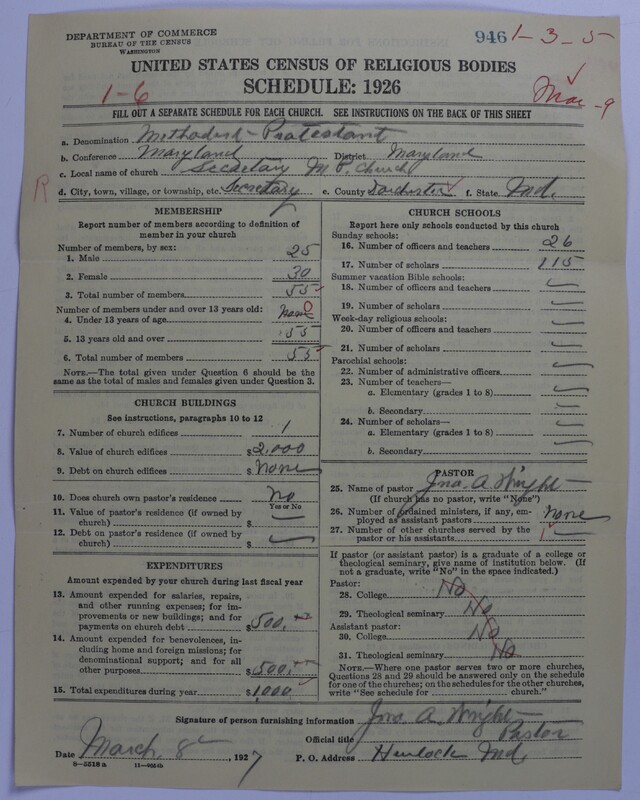 DEPARTMENT OF COMMERCE
BUREAU OF THE CENSUS
WASHINGTON
946 1-3-5
UNITED STATES CENSUS OF RELIGIOUS BODIES
SCHEDULE: 1926
1-6
Mar-9
FILL OUT A SEPARATE SCHEDULE FOR EACH CHURCH. SEE INSTRUCTIONS ON THE BACK OF THIS SHEET
a. Denomination Methodist-Protestant
b. Conference Maryland District Maryland
c. Local name of church Secretary M. P. Church
R
d. City, town, village, or township, etc. Secretary e. County Dorchester f. State Md.
MEMBERSHIP
Report number of members according to definition of
member in your church
Number of members, by sex:
1. Male 25
2. Female 30
3. Total number of members 55
Number of members under and over 13 years old:
4. Under 13 years of age None 0
5. 13 years old and over 55
6. Total number of members 55
NOTE.—The total given under Question 6 should be
same as the total of males and females given under Question 3.
CHURCH BUILDINGS
See instructions, paragraphs 10 to 12
7. Number of church edifices 1
8. Value of church edifices $2,000
9. Debt on church edifices $None
10. Does church own pastor's residence No
Yes or No
11. Value of pastor's residence (if owned by
church) $
12. Debt on pastor's residence (if owned by
church) $
EXPENDITURES
Amount expended by your church during last fiscal year
13. Amount expended for salaries, repairs,
and other running expenses; for im-
provements or new buildings; and for
payments on church debt $500.
14. Amount expended for benevolences, in-
cluding home and foreign missions; for
denominational support; and for all
other purposes $500.
15. Total expenditures during year $1,000
CHURCH SCHOOLS
Report here only schools conducted by this church
Sunday schools:
16. Number of officers and teachers 26
17. Number of scholars 115
Summer vacation Bible schools:
18. Number of officers and teachers
19. Number of scholars
Week-day religious schools:
20. Number of officers and teachers
21. Number of scholars
Parochial schools:
22. Number of administrative officers
23. Number of teachers—
a. Elementary (grades 1 to 8)
b. Secondary
24. Number of scholars—
a. Elementary (grades 1 to 8)
b. Secondary
PASTOR
25. Name of pastor Jno. A Wright
(If church has no pastor, write "None")
26. Number of ordained ministers, if any, em-
ployed as assistant pastors None
27. Number of other churches served by the
pastor or his assistants
If pastor (or assistant pastor) is a graduate of a college or
theological seminary, give name of institution below. (If
not a graduate, write "No" in the space indicated.)
Pastor:
28. College No
29. Theological seminary No
Assistant pastor:
30. College No
31. Theological seminary No
NOTE.—Where one pastor serves two or more churches,
Questions 28 and 29 should be answered only on the schedule
for one of the churches; on the schedules for the other churches,
write "See schedule for ........ church."
Signature of person furnishing information Jno. A. Wright
Official title Pastor
Date March 8th, 1927 P. O. Address Hurlock Md.
8-5518a 11-9054b